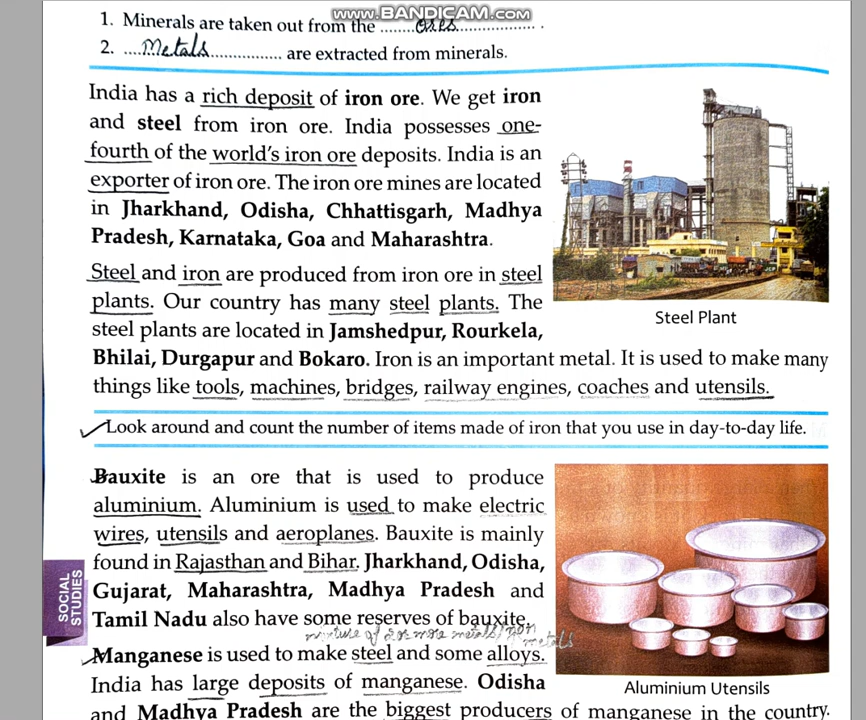 www.BANDICAM.com
1. Minerals are taken out from the ........ores.................... .
2. ....Metals................ are extracted from minerals.
India has a rich deposit of iron ore. We get iron
and steel from iron ore. India possesses one-
fourth of the world's iron ore deposits. India is an
exporter of iron ore. The iron ore mines are located
in Jharkhand, Odisha, Chhattisgarh, Madhya
Pradesh, Karnataka, Goa and Maharashtra.
Steel and iron are produced from iron ore in steel
plants. Our country has many steel plants. The
steel plants are located in Jamshedpur, Rourkela,
Bhilai, Durgapur and Bokaro. Iron is an important metal. It is used to make many
things like tools, machines, bridges, railway engines, coaches and utensils.
Steel Plant
Look around and count the number of items made of iron that you use in day-to-day life.
Bauxite is an ore that is used to produce
aluminium. Aluminium is used to make electric
wires, utensils and aeroplanes. Bauxite is mainly
found in Rajasthan and Bihar. Jharkhand, Odisha,
Gujarat, Maharashtra, Madhya Pradesh and
Tamil Nadu also have some reserves of bauxite.
mixture of 2 or more metals/non
metals
Manganese is used to make steel and some alloys.
India has large deposits of manganese. Odisha
and Madhya Pradesh are the biggest producers of manganese in the country.
Aluminium Utensils
SOCIAL
STUDIES